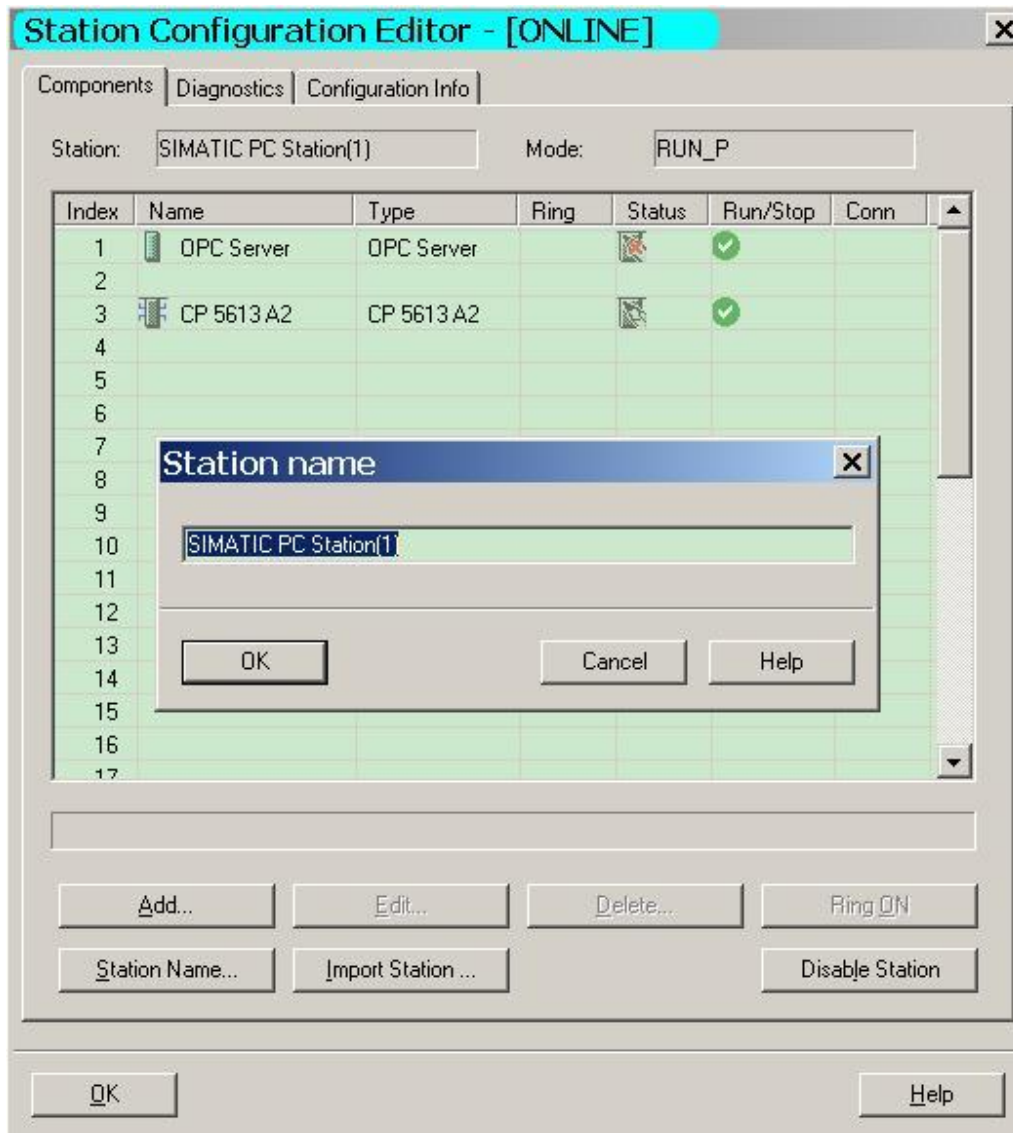 Station Configuration Editor - [ONLINE]
Components Diagnostics Configuration Info
Station: SIMATIC PC Station(1) Mode: RUN_P
Index Name Type Ring Status Run/Stop Conn
1 OPC Server OPC Server
2
3 CP 5613 A2 CP 5613 A2
4
5
6
7
Station name
8
9
SIMATIC PC Station(1)
10
11
12
13
OK Cancel Help
14
15
16
17
Add... Edit... Delete... Ring ON
Station Name... Import Station ... Disable Station
OK Help